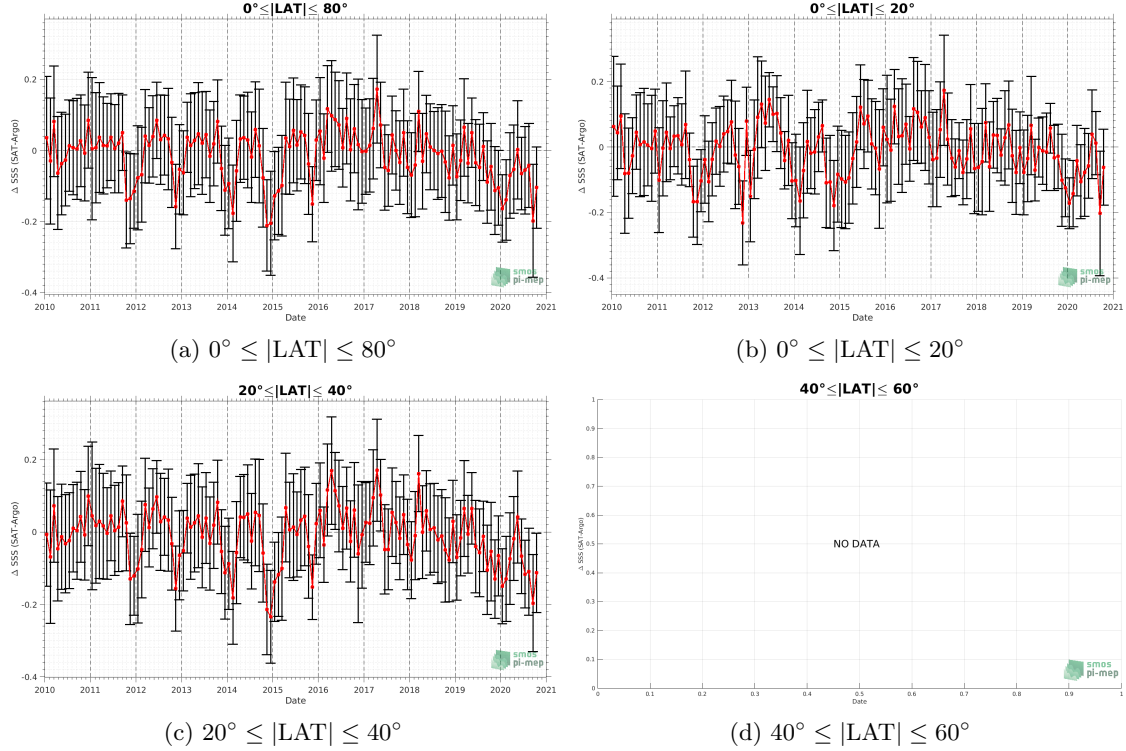 0°≤|LAT|≤ 80°
Δ SSS (SAT-Argo)
0.2
0
-0.2
-0.4
2010 2011 2012 2013 2014 2015 2016 2017 2018 2019 2020 2021
Date
smos
pi-mep
(a) 0° ≤ |LAT| ≤ 80°
0°≤|LAT|≤ 20°
Δ SSS (SAT-Argo)
0.2
0
-0.2
-0.4
2010 2011 2012 2013 2014 2015 2016 2017 2018 2019 2020 2021
Date
smos
pi-mep
(b) 0° ≤ |LAT| ≤ 20°
20°≤|LAT|≤ 40°
Δ SSS (SAT-Argo)
0.2
0
-0.2
-0.4
2010 2011 2012 2013 2014 2015 2016 2017 2018 2019 2020 2021
Date
smos
pi-mep
(c) 20° ≤ |LAT| ≤ 40°
40°≤|LAT|≤ 60°
Δ SSS (SAT-Argo)
1
0.9
0.8
0.7
0.6
0.5
0.4
0.3
0.2
0.1
0
NO DATA
0 0.1 0.2 0.3 0.4 0.5 0.6 0.7 0.8 0.9 1
Date
smos
pi-mep
(d) 40° ≤ |LAT| ≤ 60°